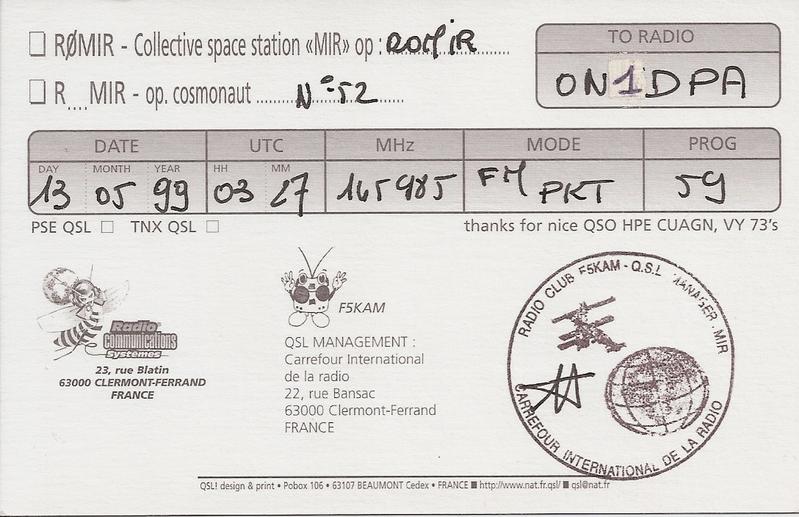 ☐ RØMIR - Collective space station «MIR» op : ROMIR
TO RADIO
☐ R.... MIR - op. cosmonaut .......... N° 52
ON1DPA
DATE UTC MHz MODE PROG
DAY MONTH YEAR HH MM
13 05 99 03 27 145985 FM PKT 59
PSE QSL ☐ TNX QSL ☐ thanks for nice QSO HPE CUAGN, VY 73's
Radio
communications
Systèmes
23, rue Blatin
63000 CLERMONT-FERRAND
FRANCE
F5KAM
QSL MANAGEMENT :
Carrefour International
de la radio
22, rue Bansac
63000 Clermont-Ferrand
FRANCE
RADIO CLUB F5KAM - Q.S.L. MANAGER MIR
CARREFOUR INTERNATIONAL DE LA RADIO
QSL! design & print • Pobox 106 • 63107 BEAUMONT Cedex • FRANCE ■ http://www.nat.fr.qsl/ ■ qsl@nat.fr